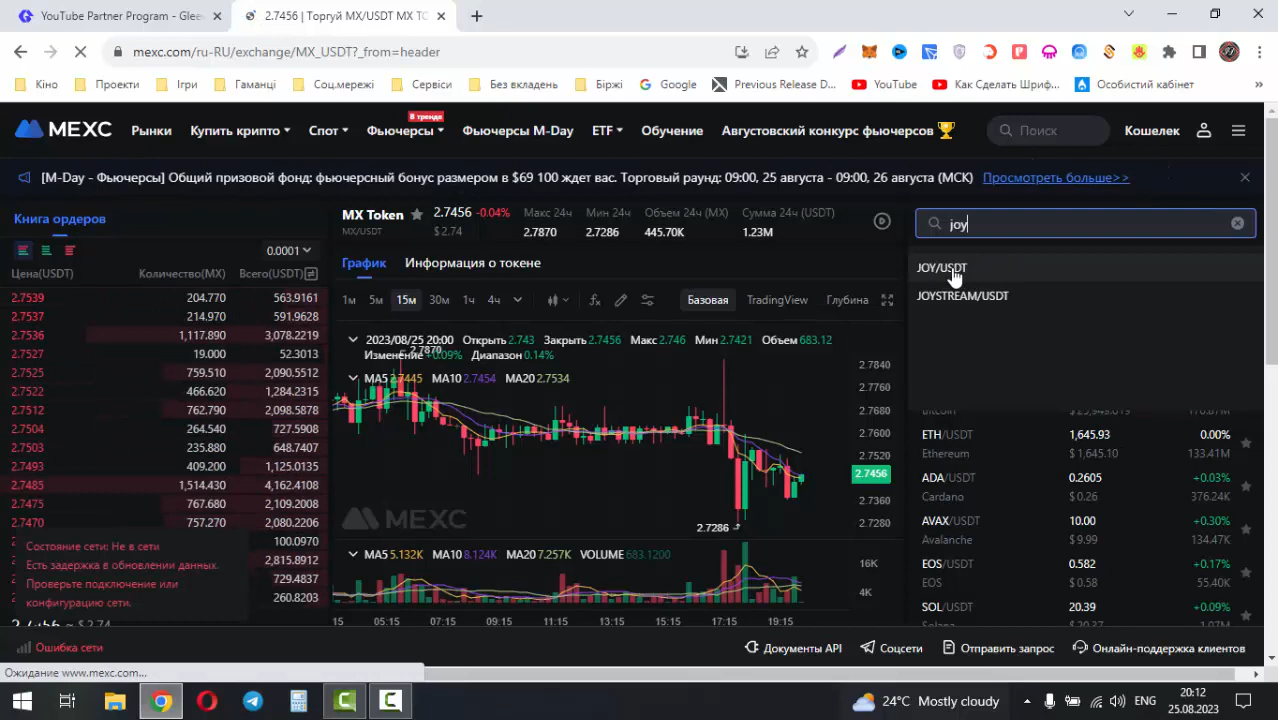 YouTube Partner Program - Glee
2.7456 | Торгуй MX/USDT MX TC
mexc.com/ru-RU/exchange/MX_USDT?_from=header
Кіно Проекти Ігри Гаманці Соц.мережі Сервіси Без вкладень Біржі Google Previous Release D... YouTube Как Сделать Шриф... Особистий кабінет
В тренде
MEXC Рынки Купить крипто Спот Фьючерсы Фьючерсы M-Day ETF Обучение Августовский конкурс фьючерсов Поиск Кошелек
[M-Day - Фьючерсы] Общий призовой фонд: фьючерсный бонус размером в $69 100 ждет вас. Торговый раунд: 09:00, 25 августа - 09:00, 26 августа (МСК) Просмотреть больше>>
Книга ордеров
0.0001
Цена(USDT) Количество(MX) Всего(USDT)
2.7539 204.770 563.9161
2.7537 214.970 591.9628
2.7536 1,117.890 3,078.2219
2.7527 19.000 52.3013
2.7525 759.510 2,090.5512
2.7522 466.620 1,284.2315
2.7512 762.790 2,098.5878
2.7504 264.540 727.5908
2.7503 235.880 648.7407
2.7493 409.200 1,125.0135
2.7485 1,514.430 4,162.4108
2.7475 767.680 2,109.2008
2.7470 757.270 2,080.2206
100.0970
2,815.8912
729.4837
260.8203
Состояние сети: Не в сети
Есть задержка в обновлении данных.
Проверьте подключение или
конфигурацию сети.
2.7456 ≈ $ 2.74
MX Token 2.7456 -0.04% Макс 24ч Мин 24ч Объем 24ч (MX) Сумма 24ч (USDT)
MX/USDT $ 2.74 2.7870 2.7286 445.70K 1.23M
График Информация о токене
1м 5м 15м 30м 1ч 4ч Базовая TradingView Глубина
2023/08/25 20:00 Открыть 2.743 Закрыть 2.7456 Макс 2.746 Мин 2.7421 Объем 683.12
Изменение +0.09% Диапазон 0.14%
2.7870
MA5 2.7445 MA10 2.7454 MA20 2.7534
2.7840
2.7760
2.7680
2.7600
2.7520
2.7456
2.7360
2.7280
MEXC
2.7286
MA5 5.132K MA10 8.124K MA20 7.257K VOLUME 683.1200
16K
4K
:15 05:15 07:15 09:15 11:15 13:15 15:15 17:15 19:15
joy
JOY/USDT
JOYSTREAM/USDT
ETH/USDT 1,645.93 0.00%
Ethereum $ 1,645.10 133.41M
ADA/USDT 0.2605 +0.03%
Cardano $ 0.26 376.24K
AVAX/USDT 10.00 +0.30%
Avalanche $ 9.99 134.47K
EOS/USDT 0.582 +0.17%
EOS $ 0.58 55.40K
SOL/USDT 20.39 +0.09%
Ошибка сети Документы API Соцсети Отправить запрос Онлайн-поддержка клиентов
Ожидание www.mexc.com...
24°C Mostly cloudy ENG 20:12
25.08.2023